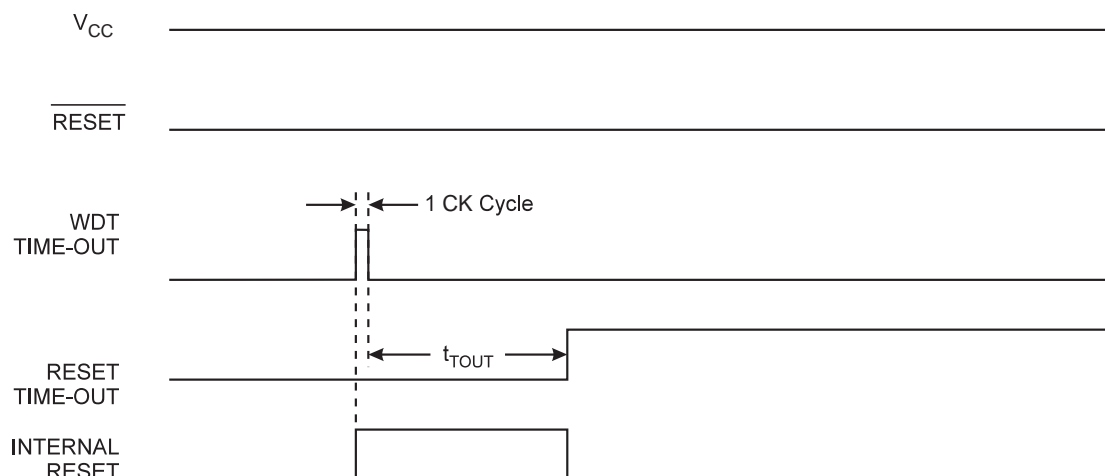 VCC
RESET
1 CK Cycle
WDT
TIME-OUT
tTOUT
RESET
TIME-OUT
INTERNAL
RESET